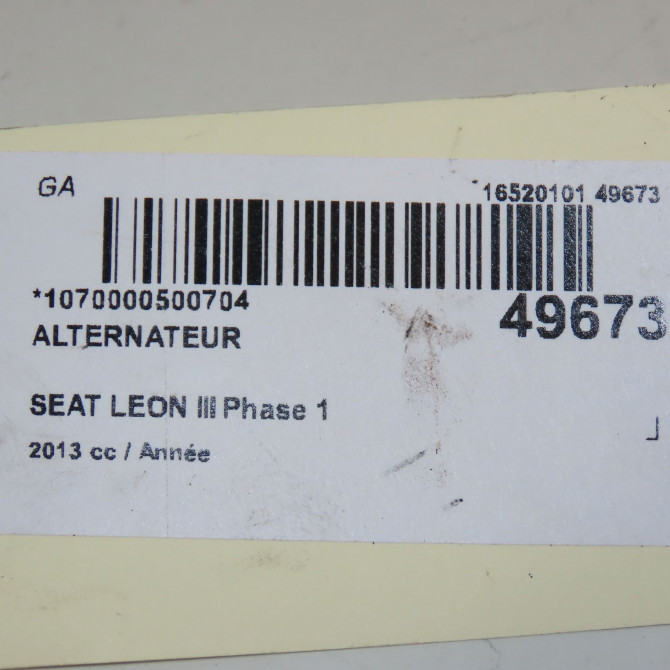 GA
16520101 49673
*1070000500704
49673
ALTERNATEUR
SEAT LEON III Phase 1
2013 cc / Année